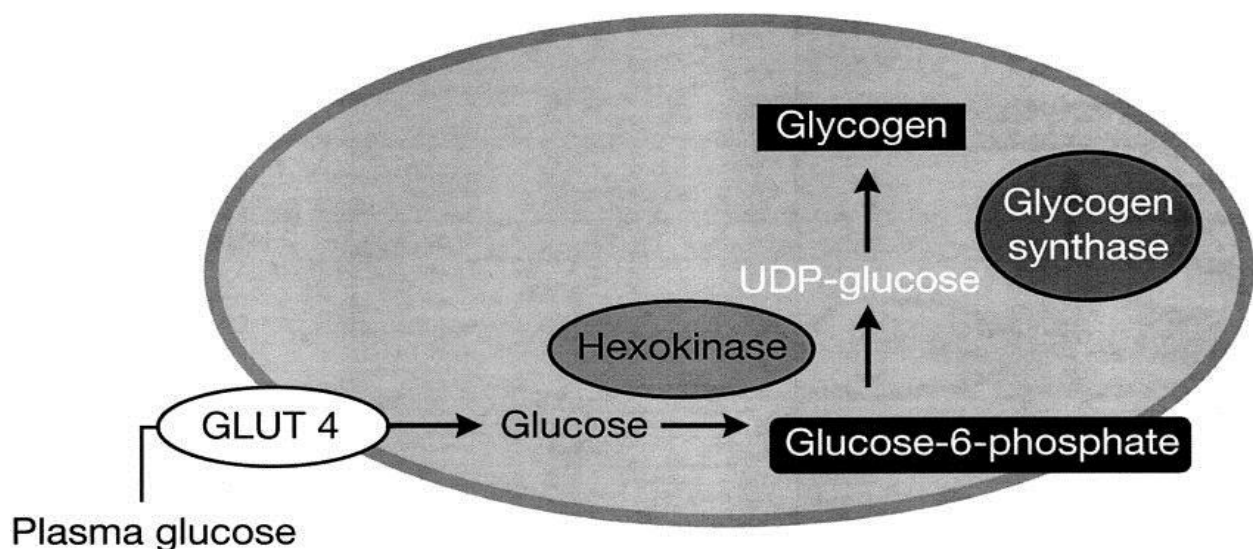 Glycogen
Glycogen
synthase
UDP-glucose
Hexokinase
GLUT 4
Glucose
Glucose-6-phosphate
Plasma glucose